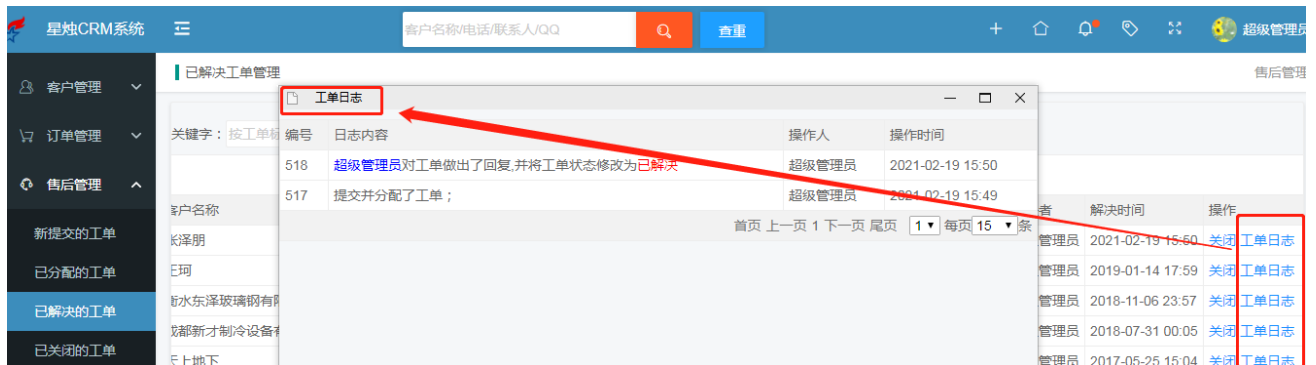 星烛CRM系统 客户名称/电话/联系人/QQ 查重 超级管理员
已解决工单管理 售后管理
客户管理
工单日志
订单管理 关键字： 按工单标 编号 日志内容 操作人 操作时间
518 超级管理员对工单做出了回复,并将工单状态修改为已解决 超级管理员 2021-02-19 15:50
售后管理
517 提交并分配了工单； 超级管理员 2021-02-19 15:49
客户名称 者 解决时间 操作
首页 上一页 1 下一页 尾页 1 每页 15 条
新提交的工单 张泽朋 管理员 2021-02-19 15:50 关闭 工单日志
已分配的工单 王珂 管理员 2019-01-14 17:59 关闭 工单日志
已解决的工单 衡水东泽玻璃钢有限 管理员 2018-11-06 23:57 关闭 工单日志
成都新才制冷设备有 管理员 2018-07-31 00:05 关闭 工单日志
已关闭的工单 天上地下 管理员 2017-05-25 15:04 关闭 工单日志